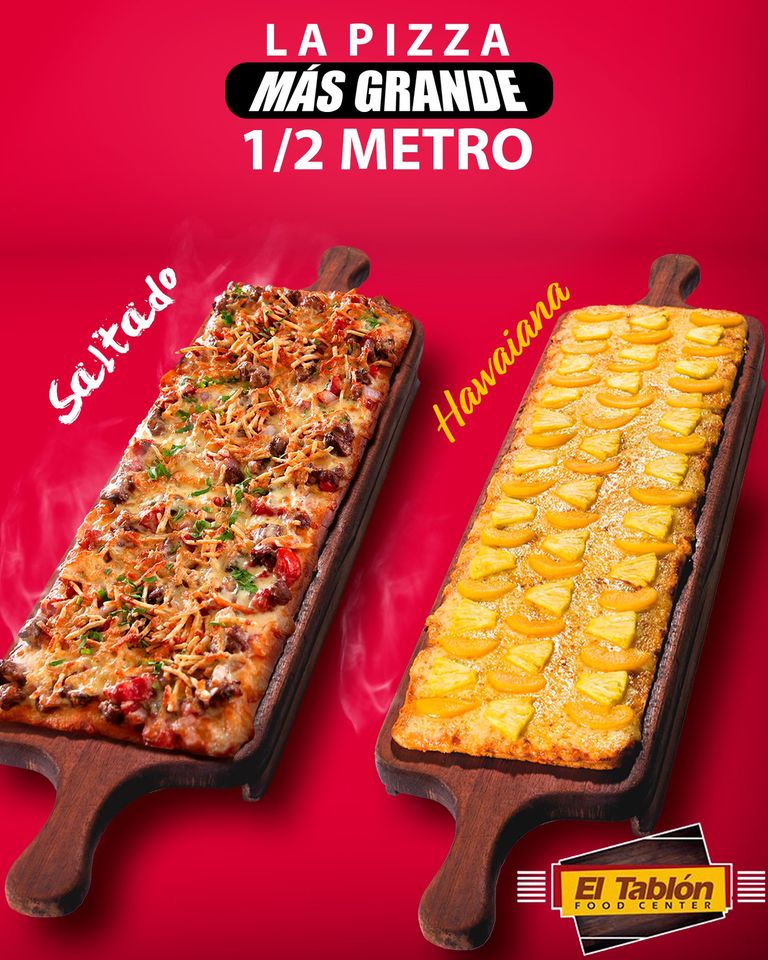 LA PIZZA
MÁS GRANDE
1/2 METRO
Saltado
Hawaiana
El Tablón
FOOD CENTER